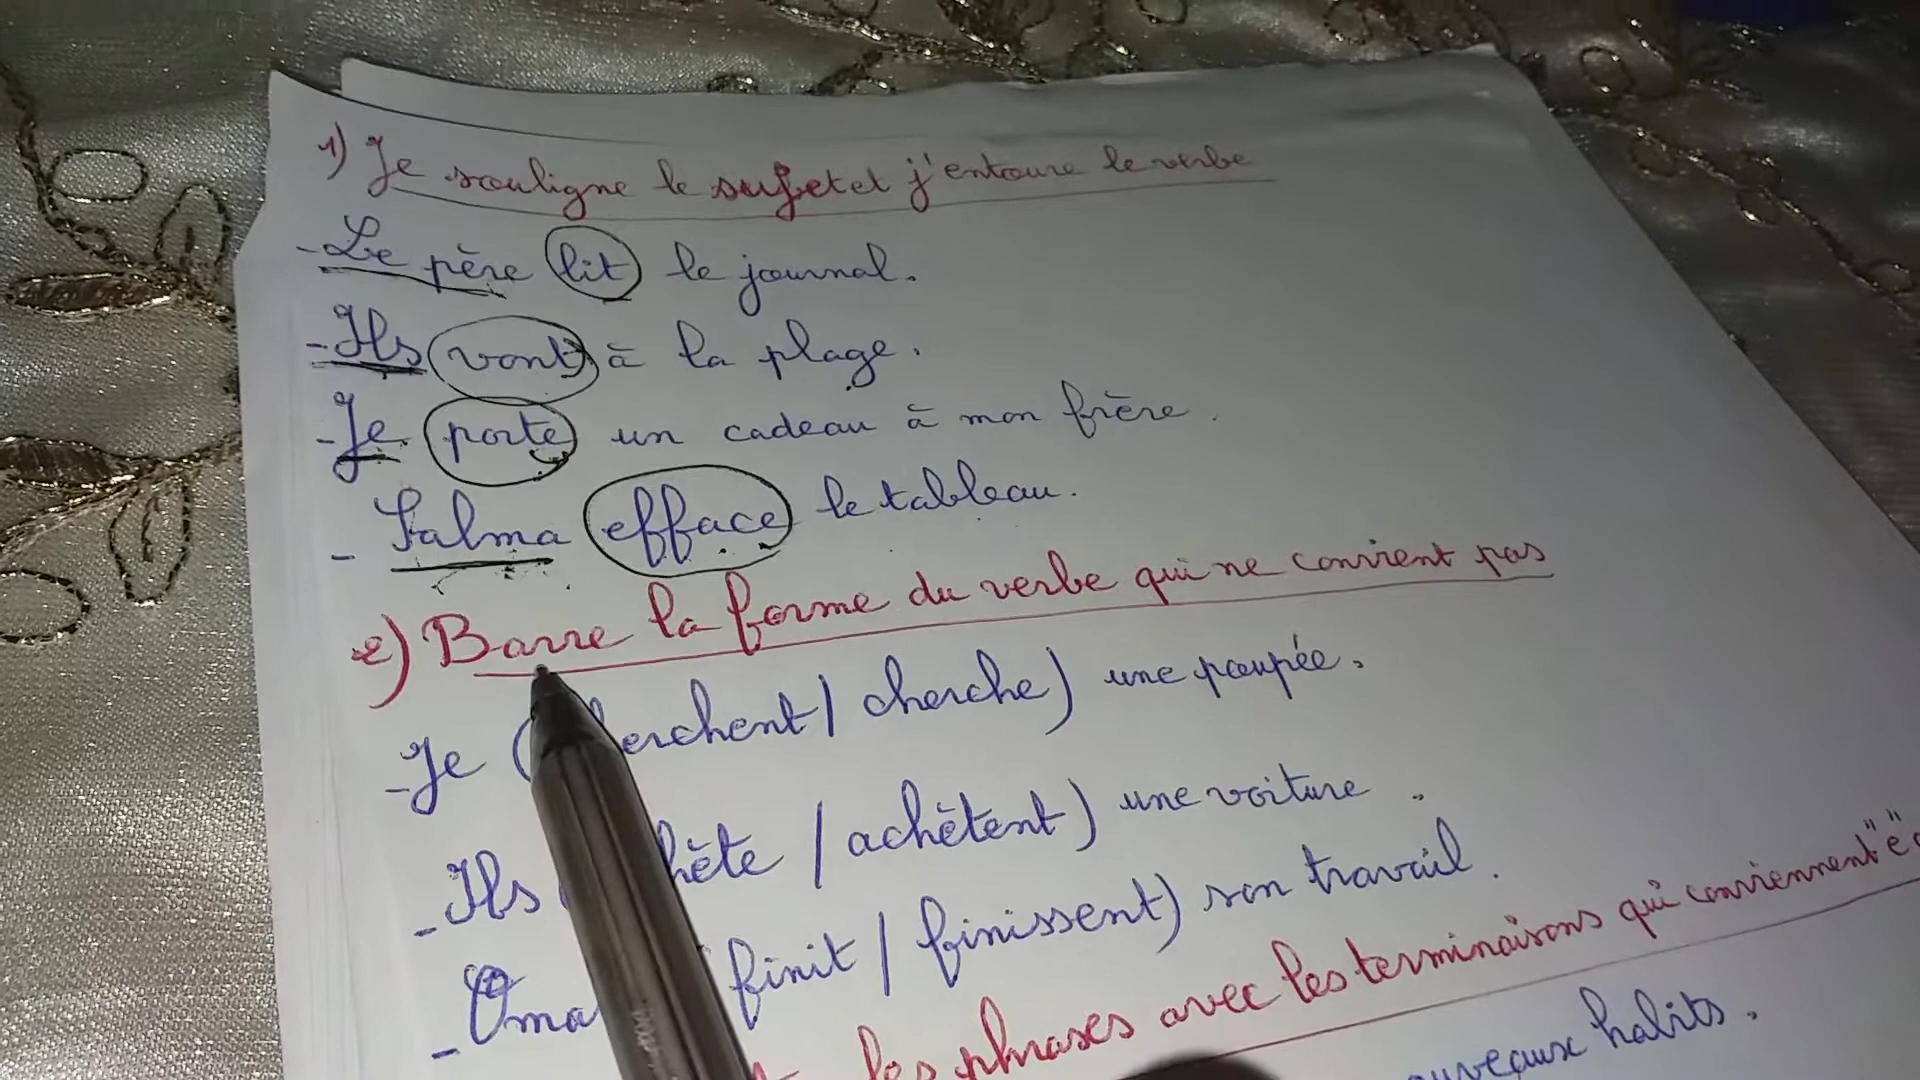 1) Je souligne le sujet et j'entoure le verbe
- Le père lit le journal.
- Ils vont à la plage.
- Je porte un cadeau à mon frère.
- Salma efface le tableau.
2) Barre la forme du verbe qui ne convient pas
- Je (cherchent / cherche) une poupée.
- Ils hète / achètent) une voiture.
- Oma finit / finissent) son travail.
les phrases avec les terminaisons qui conviennent "e"
habits.